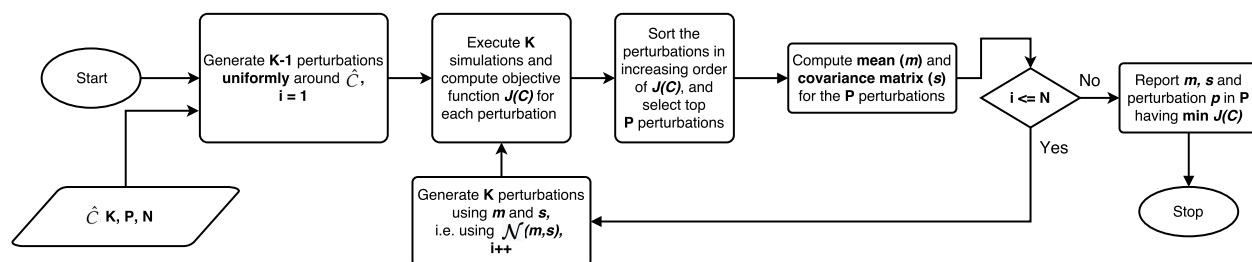 Start
Ĉ K, P, N
Generate K-1 perturbations
uniformly around Ĉ,
i = 1
Execute K
simulations and
compute objective
function J(C) for
each perturbation
Sort the
perturbations in
increasing order
of J(C), and
select top
P perturbations
Compute mean (m) and
covariance matrix (s)
for the P perturbations
i <= N
No
Yes
Report m, s and
perturbation p in P
having min J(C)
Stop
Generate K perturbations
using m and s,
i.e. using 𝒩(m,s),
i++